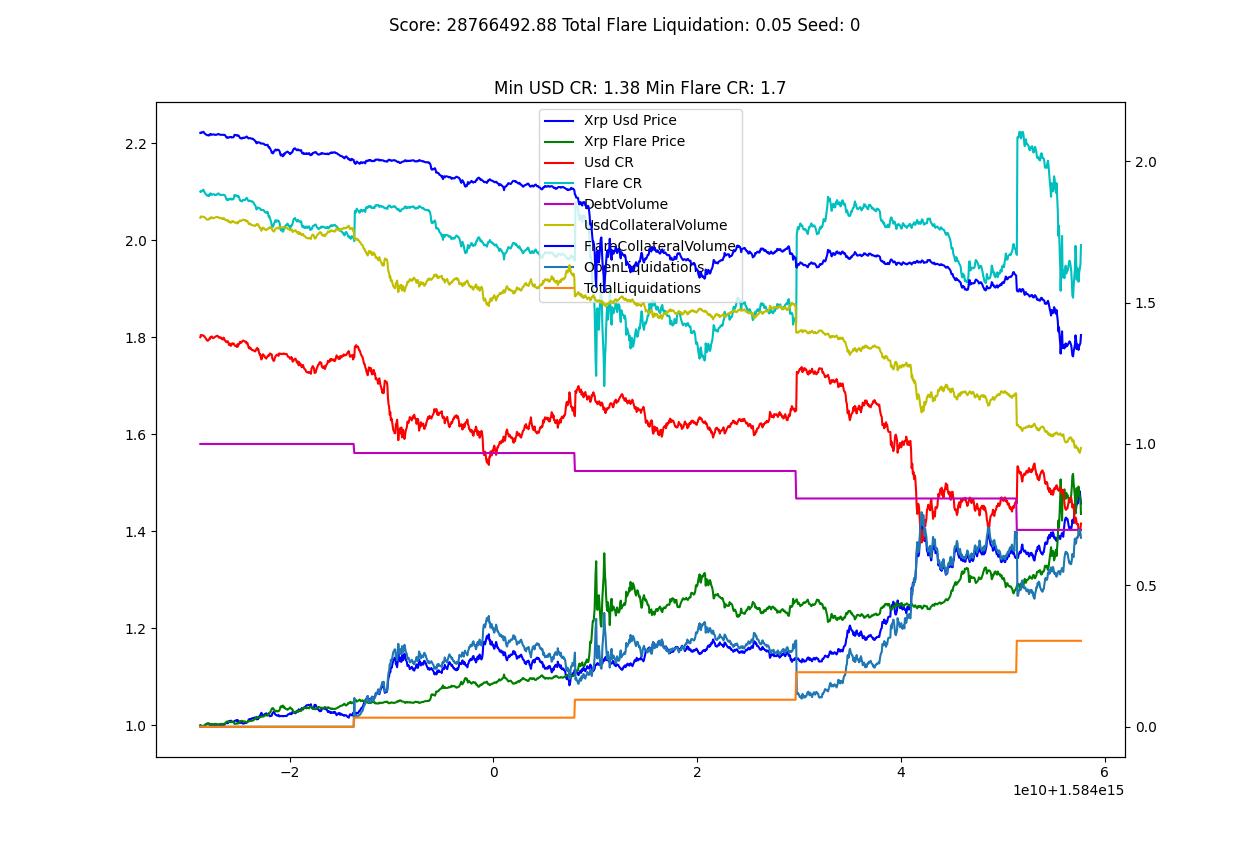 Score: 28766492.88 Total Flare Liquidation: 0.05 Seed: 0
Min USD CR: 1.38 Min Flare CR: 1.7
Xrp Usd Price
Xrp Flare Price
Usd CR
Flare CR
DebtVolume
UsdCollateralVolume
FlareCollateralVolume
OpenLiquidations
TotalLiquidations
2.2
2.0
1.8
1.6
1.4
1.2
1.0
2.0
1.5
1.0
0.5
0.0
−2
0
2
4
6
1e10+1.584e15